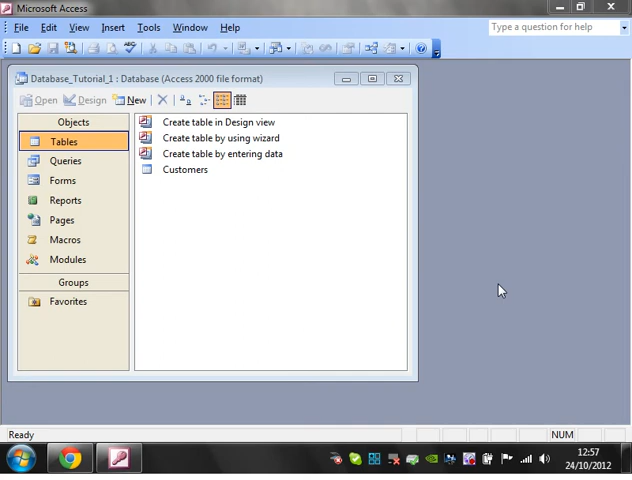 Microsoft Access
File Edit View Insert Tools Window Help
Type a question for help
Database_Tutorial_1 : Database (Access 2000 file format)
Open Design New
Objects
Tables
Queries
Forms
Reports
Pages
Macros
Modules
Groups
Favorites
Create table in Design view
Create table by using wizard
Create table by entering data
Customers
Ready
NUM
12:57
24/10/2012